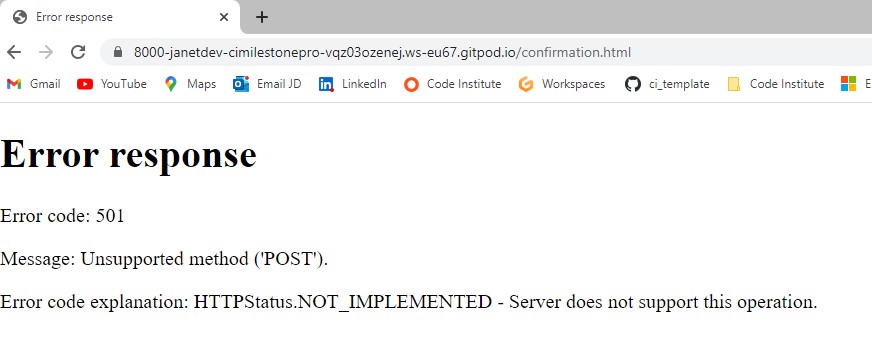 Error response
8000-janetdev-cimilestonepro-vqz03ozenej.ws-eu67.gitpod.io/confirmation.html
Gmail YouTube Maps Email JD LinkedIn Code Institute Workspaces ci_template Code Institute E
Error response
Error code: 501
Message: Unsupported method ('POST').
Error code explanation: HTTPStatus.NOT_IMPLEMENTED - Server does not support this operation.